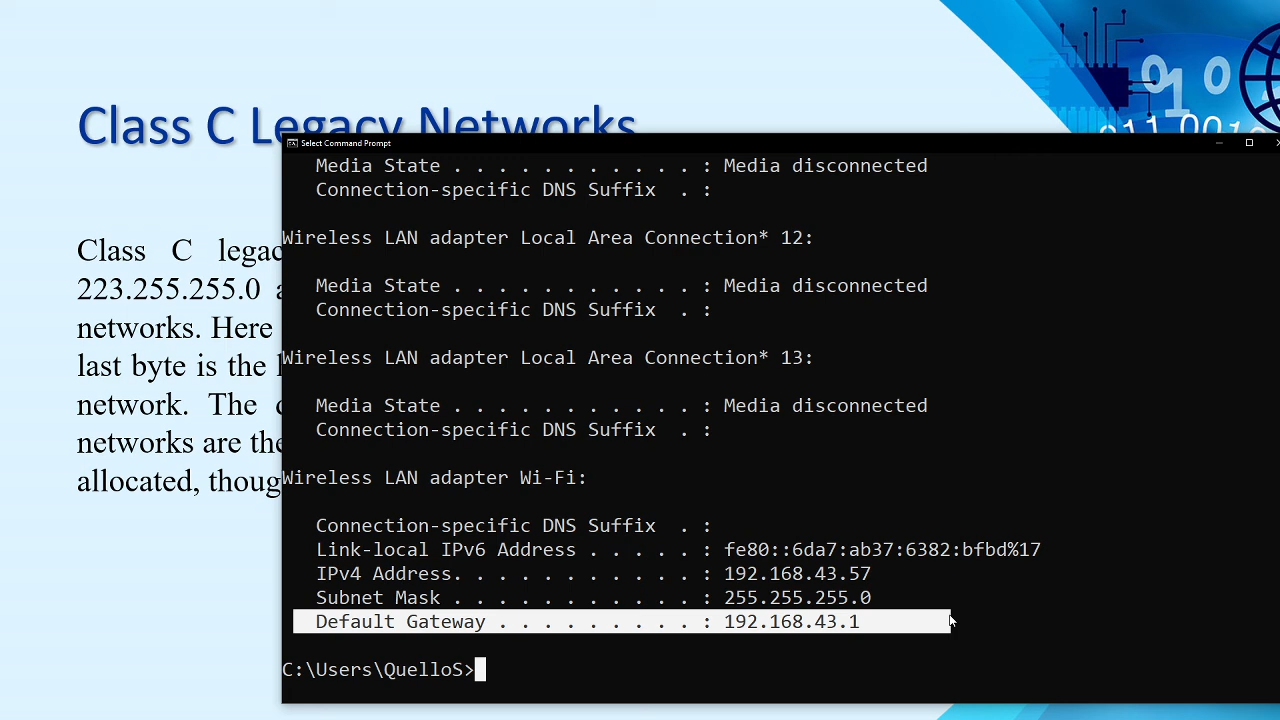 Class C Legacy Networks
Class C legac
223.255.255.0
networks. Here
last byte is the
network. The
networks are the
allocated, thoug
Select Command Prompt
Media State . . . . . . . . . . . : Media disconnected
Connection-specific DNS Suffix  . :
Wireless LAN adapter Local Area Connection* 12:
Media State . . . . . . . . . . . : Media disconnected
Connection-specific DNS Suffix  . :
Wireless LAN adapter Local Area Connection* 13:
Media State . . . . . . . . . . . : Media disconnected
Connection-specific DNS Suffix  . :
Wireless LAN adapter Wi-Fi:
Connection-specific DNS Suffix  . :
Link-local IPv6 Address . . . . . : fe80::6da7:ab37:6382:bfbd%17
IPv4 Address. . . . . . . . . . . : 192.168.43.57
Subnet Mask . . . . . . . . . . . : 255.255.255.0
Default Gateway . . . . . . . . . : 192.168.43.1
C:\Users\QuelloS>